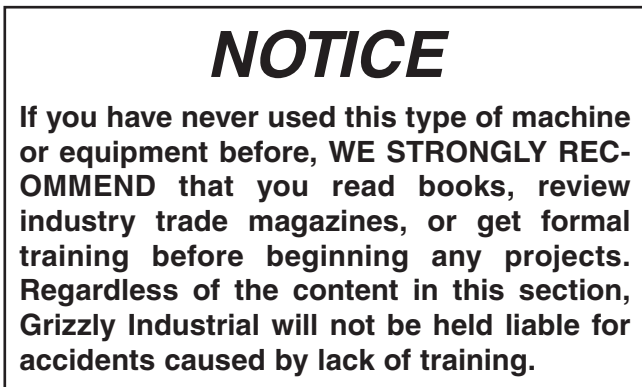 NOTICE
If you have never used this type of machine
or equipment before, WE STRONGLY REC-
OMMEND that you read books, review
industry trade magazines, or get formal
training before beginning any projects.
Regardless of the content in this section,
Grizzly Industrial will not be held liable for
accidents caused by lack of training.